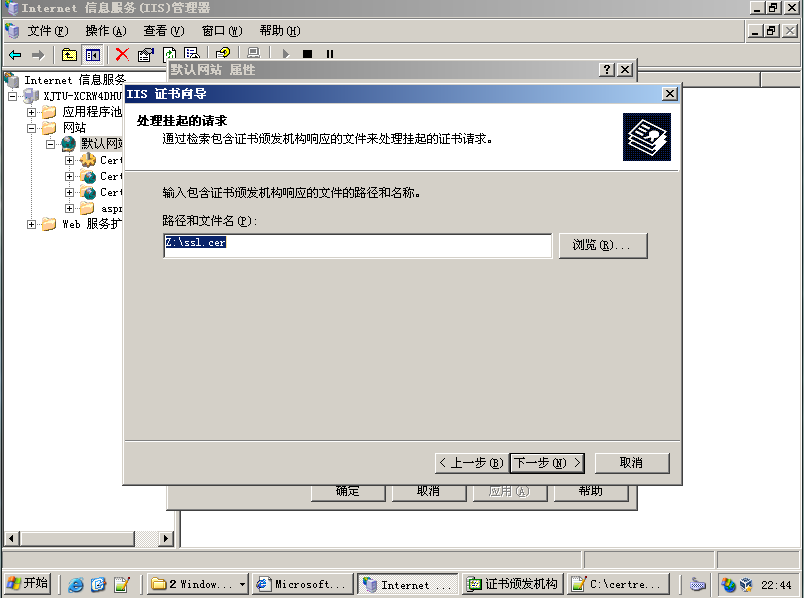 Internet 信息服务(IIS)管理器
文件(F) 操作(A) 查看(V) 窗口(W) 帮助(H)
默认网站 属性
Internet 信息服务
XJTU-XCRW4DHU
应用程序池
网站
默认网站
Cert
Cert
Cert
aspn
Web 服务扩
IIS 证书向导
处理挂起的请求
通过检索包含证书颁发机构响应的文件来处理挂起的证书请求。
输入包含证书颁发机构响应的文件的路径和名称。
路径和文件名(P):
Z:\ssl.cer
浏览(R)...
< 上一步(B) 下一步(N) > 取消
确定 取消 应用(A) 帮助
开始 2 Window... Microsoft... Internet ... 证书颁发机构 C:\certre... 22:44